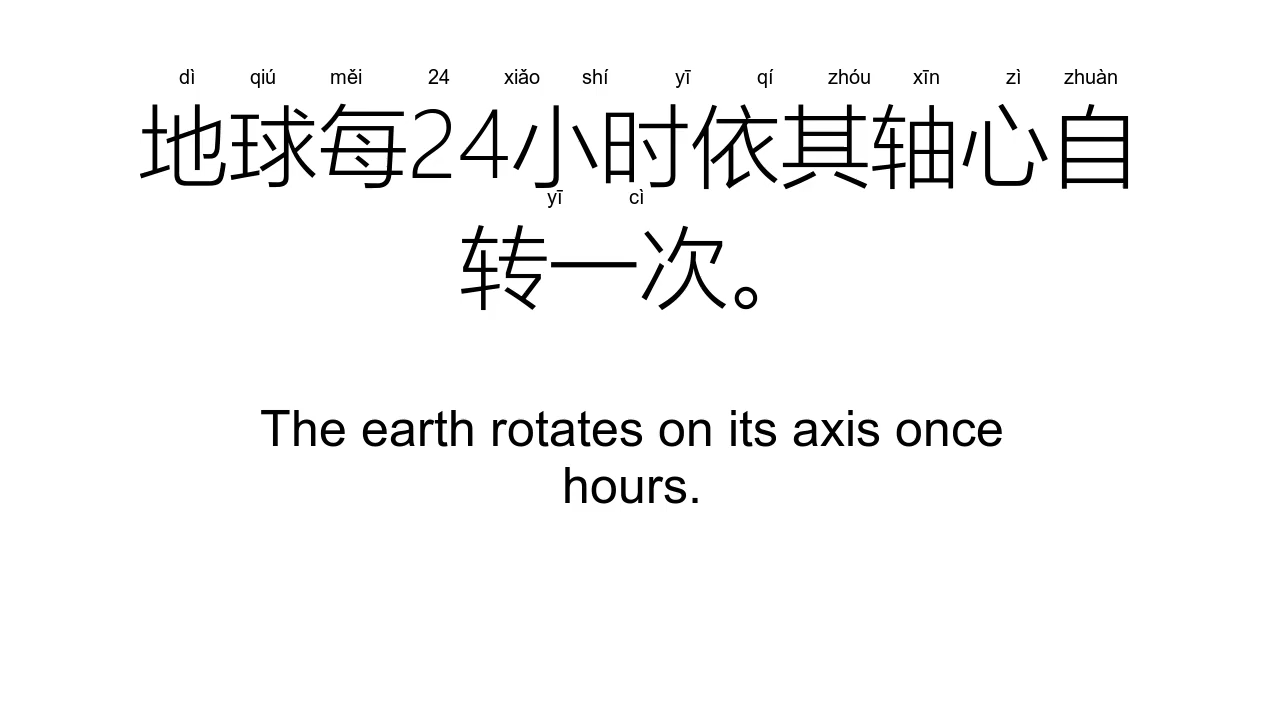 dì qiú měi 24 xiǎo shí yī qí zhóu xīn zì zhuàn
地球每24小时依其轴心自
yī cì
转一次。
The earth rotates on its axis once
hours.